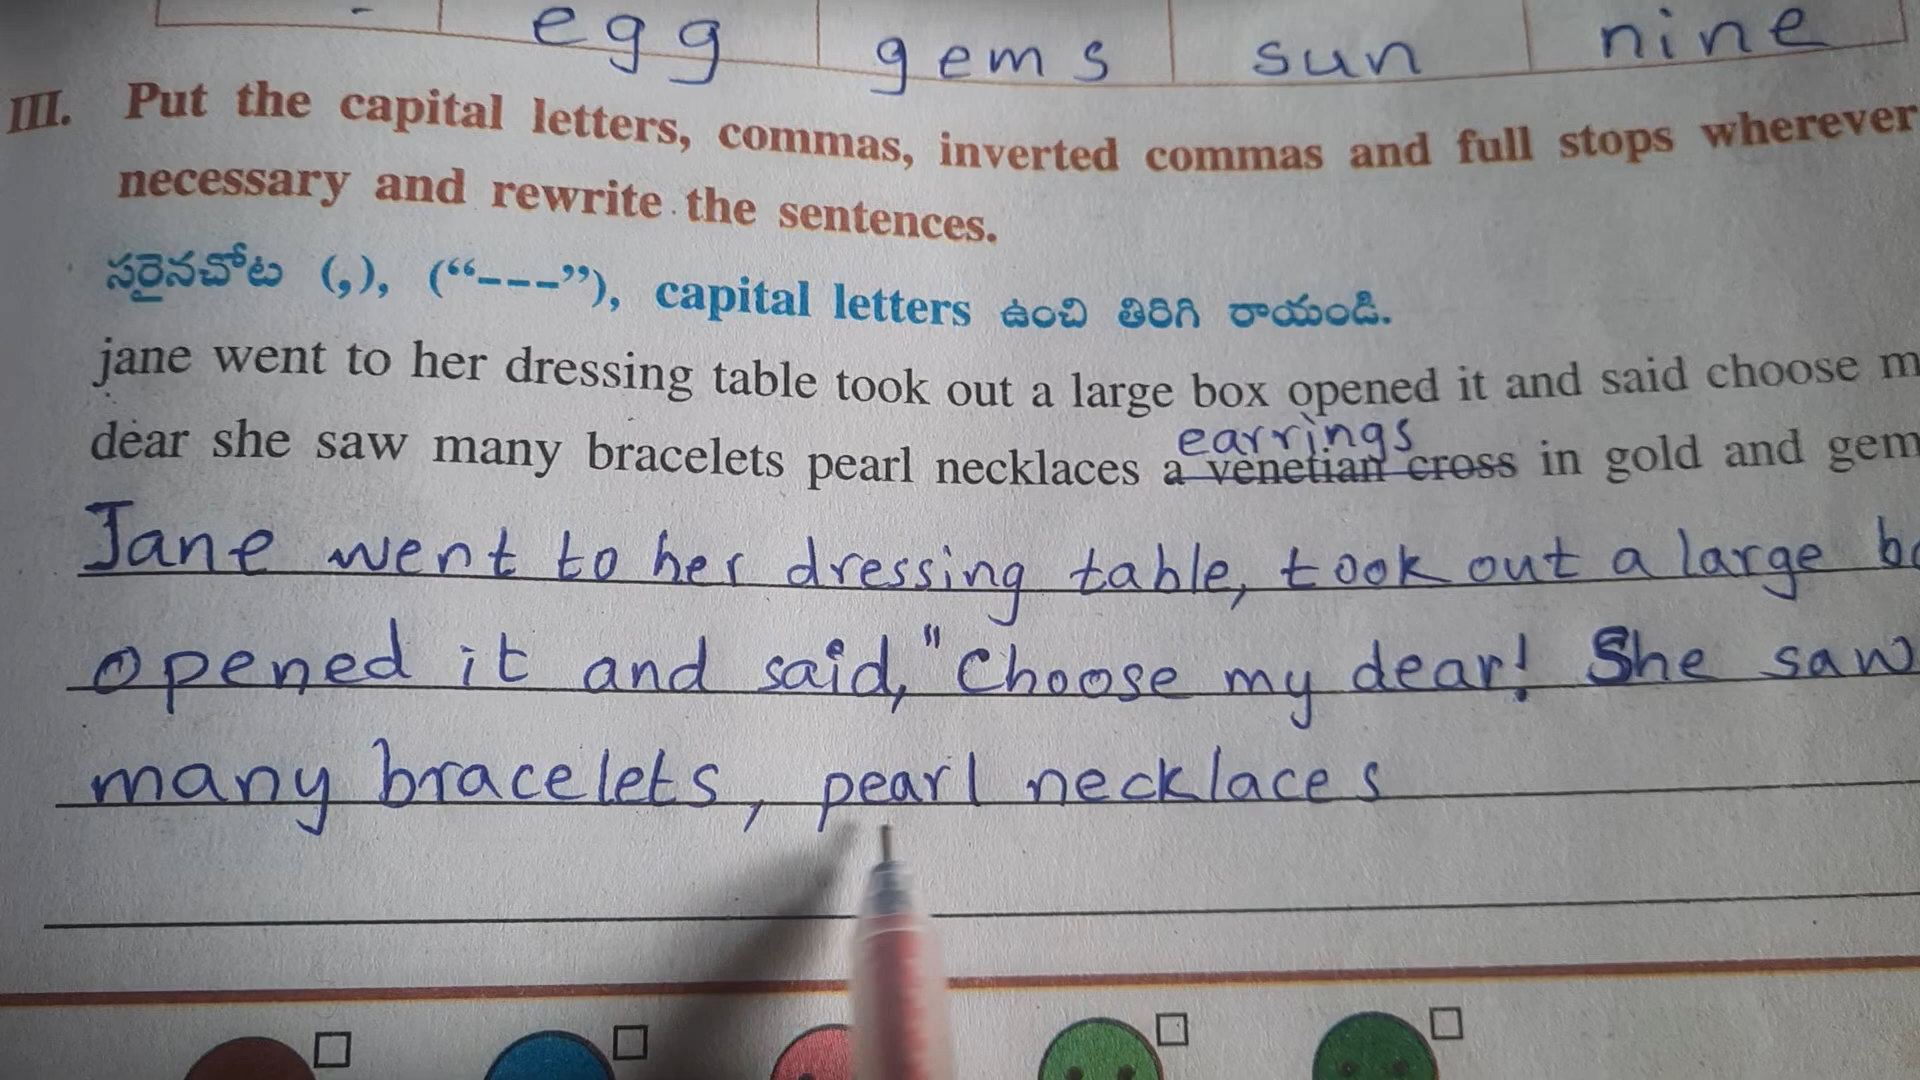 egg gems sun nine
III. Put the capital letters, commas, inverted commas and full stops wherever
necessary and rewrite the sentences.
సరైనచోట (,), (“---”), capital letters ఉంచి తిరిగి రాయండి.
jane went to her dressing table took out a large box opened it and said choose m
dear she saw many bracelets pearl necklaces a venetian cross in gold and gem
earrings
Jane went to her dressing table, took out a large bo
opened it and said, "Choose my dear! She saw
many bracelets, pearl necklaces